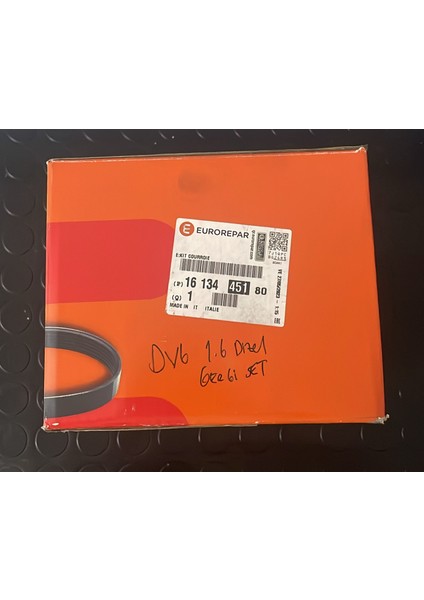 EUROREPAR
E:KIT COURROIE
(P) 16 134 451 80
(Q) 1
MADE IN IT ITALIE
DV6 1.6 Dizel
Gergi SET